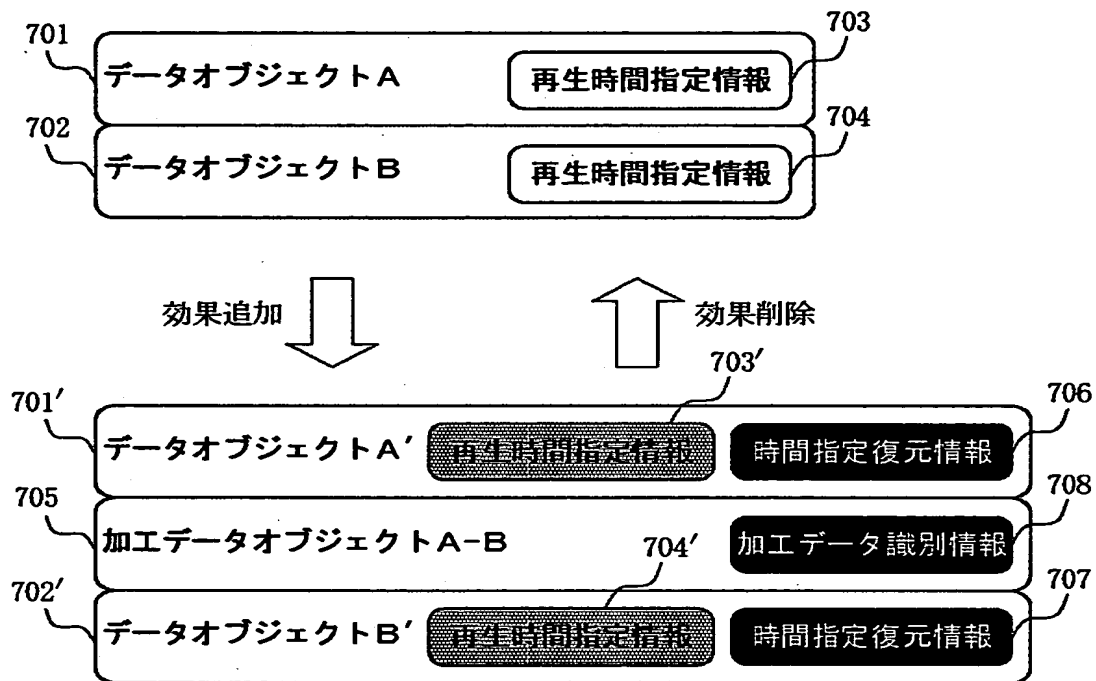 701
703
データオブジェクトA
再生時間指定情報
702
704
データオブジェクトB
再生時間指定情報
効果追加
効果削除
703′
701′
706
データオブジェクトA′
再生時間指定情報
時間指定復元情報
705
708
加工データオブジェクトA-B
加工データ識別情報
704′
702′
707
データオブジェクトB′
再生時間指定情報
時間指定復元情報